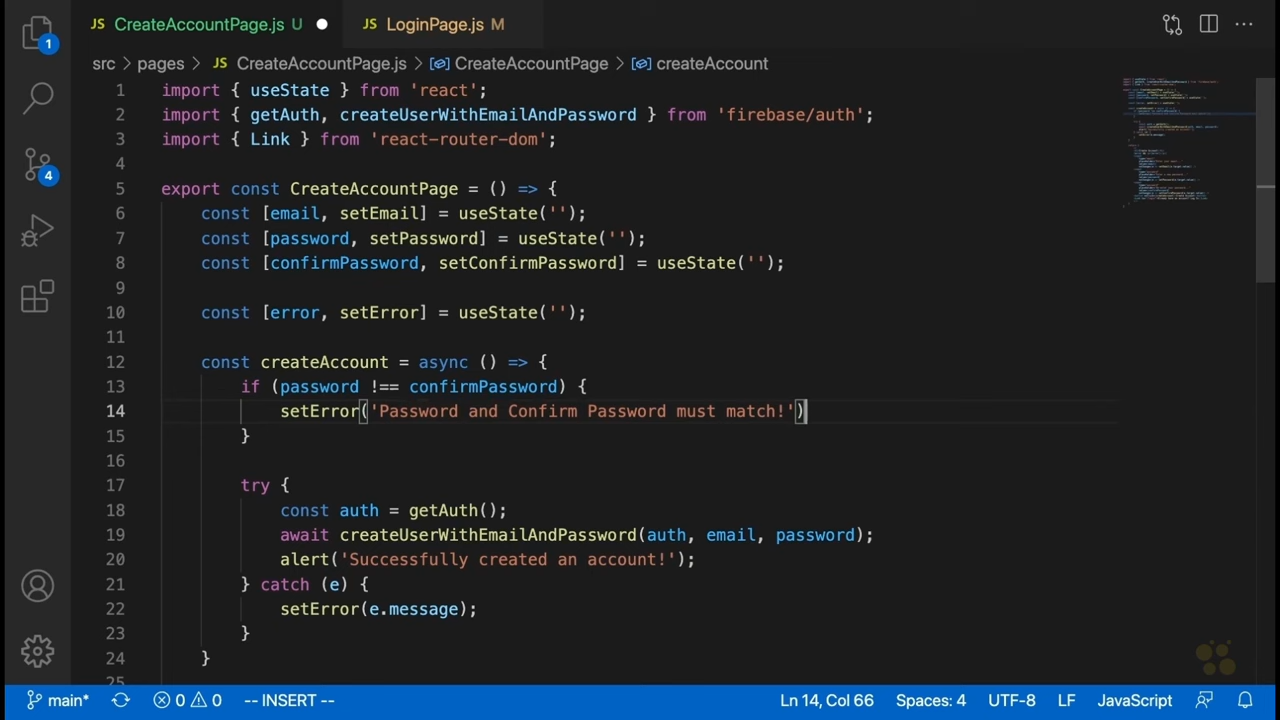 JS CreateAccountPage.js U JS LoginPage.js M
src > pages > JS CreateAccountPage.js > CreateAccountPage > createAccount
1 import { useState } from 'react';
2 import { getAuth, createUserWithEmailAndPassword } from 'firebase/auth';
3 import { Link } from 'react-router-dom';
4
5 export const CreateAccountPage = () => {
6 const [email, setEmail] = useState('');
7 const [password, setPassword] = useState('');
8 const [confirmPassword, setConfirmPassword] = useState('');
9
10 const [error, setError] = useState('');
11
12 const createAccount = async () => {
13 if (password !== confirmPassword) {
14 setError('Password and Confirm Password must match!')
15 }
16
17 try {
18 const auth = getAuth();
19 await createUserWithEmailAndPassword(auth, email, password);
20 alert('Successfully created an account!');
21 } catch (e) {
22 setError(e.message);
23 }
24 }
25
1
4
main* 0 0 -- INSERT -- Ln 14, Col 66 Spaces: 4 UTF-8 LF JavaScript